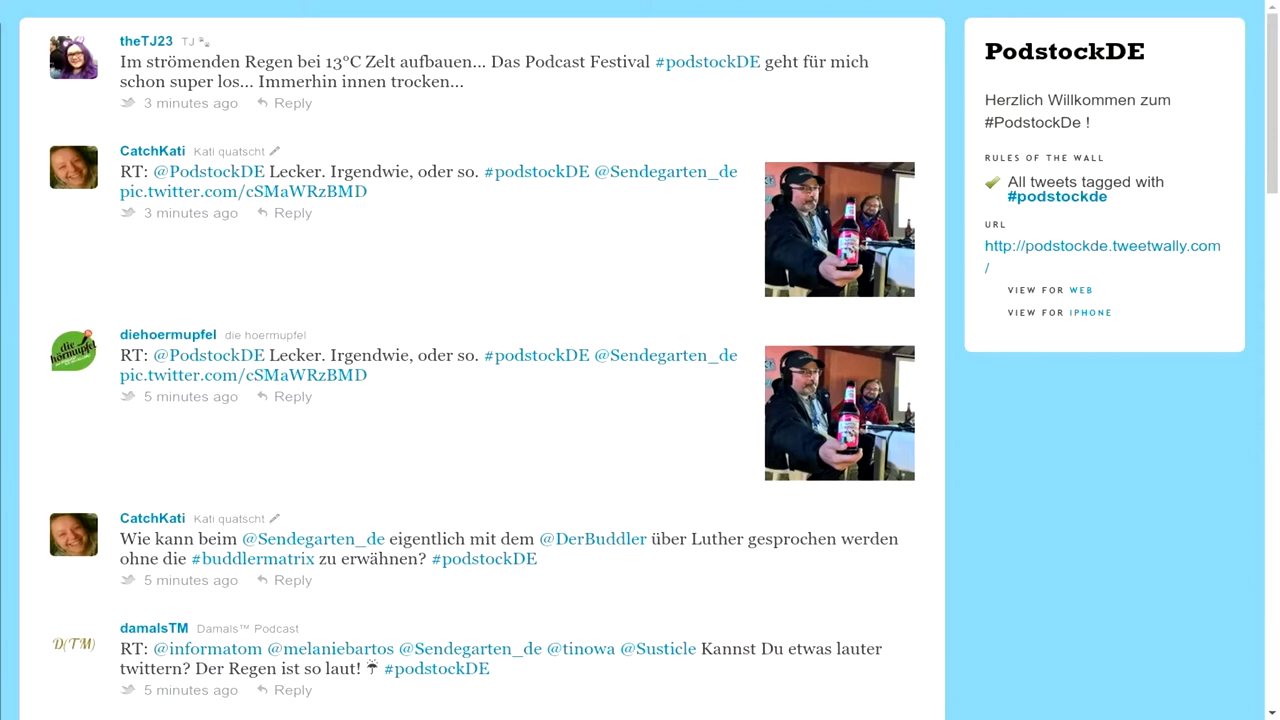 theTJ23 TJ
Im strömenden Regen bei 13°C Zelt aufbauen... Das Podcast Festival #podstockDE geht für mich
schon super los... Immerhin innen trocken...
3 minutes ago Reply
CatchKati Kati quatscht
RT: @PodstockDE Lecker. Irgendwie, oder so. #podstockDE @Sendegarten_de
pic.twitter.com/cSMaWRzBMD
3 minutes ago Reply
diehoermupfel die hoermupfel
die
hörmupfel
RT: @PodstockDE Lecker. Irgendwie, oder so. #podstockDE @Sendegarten_de
pic.twitter.com/cSMaWRzBMD
5 minutes ago Reply
CatchKati Kati quatscht
Wie kann beim @Sendegarten_de eigentlich mit dem @DerBuddler über Luther gesprochen werden
ohne die #buddlermatrix zu erwähnen? #podstockDE
5 minutes ago Reply
D(TM)
damalsTM Damals™ Podcast
RT: @informatom @melaniebartos @Sendegarten_de @tinowa @Susticle Kannst Du etwas lauter
twittern? Der Regen ist so laut! ☔ #podstockDE
5 minutes ago Reply
PodstockDE
Herzlich Willkommen zum
#PodstockDe !
RULES OF THE WALL
All tweets tagged with
#podstockde
URL
http://podstockde.tweetwally.com
/
VIEW FOR WEB
VIEW FOR IPHONE